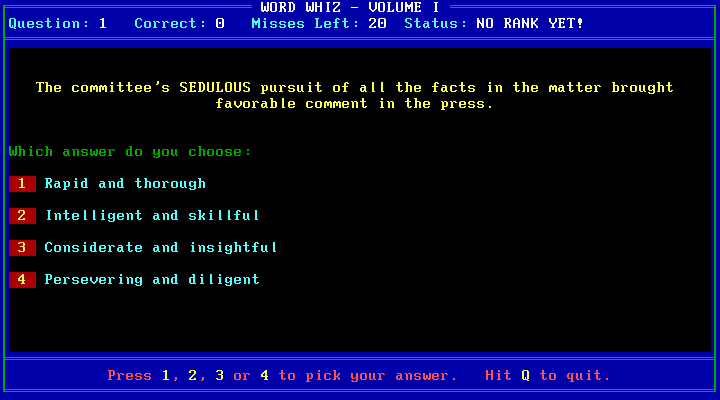 WORD WHIZ - VOLUME I
Question: 1 Correct: 0 Misses Left: 20 Status: NO RANK YET!
The committee's SEDULOUS pursuit of all the facts in the matter brought
favorable comment in the press.
Which answer do you choose:
1 Rapid and thorough
2 Intelligent and skillful
3 Considerate and insightful
4 Persevering and diligent
Press 1, 2, 3 or 4 to pick your answer. Hit Q to quit.